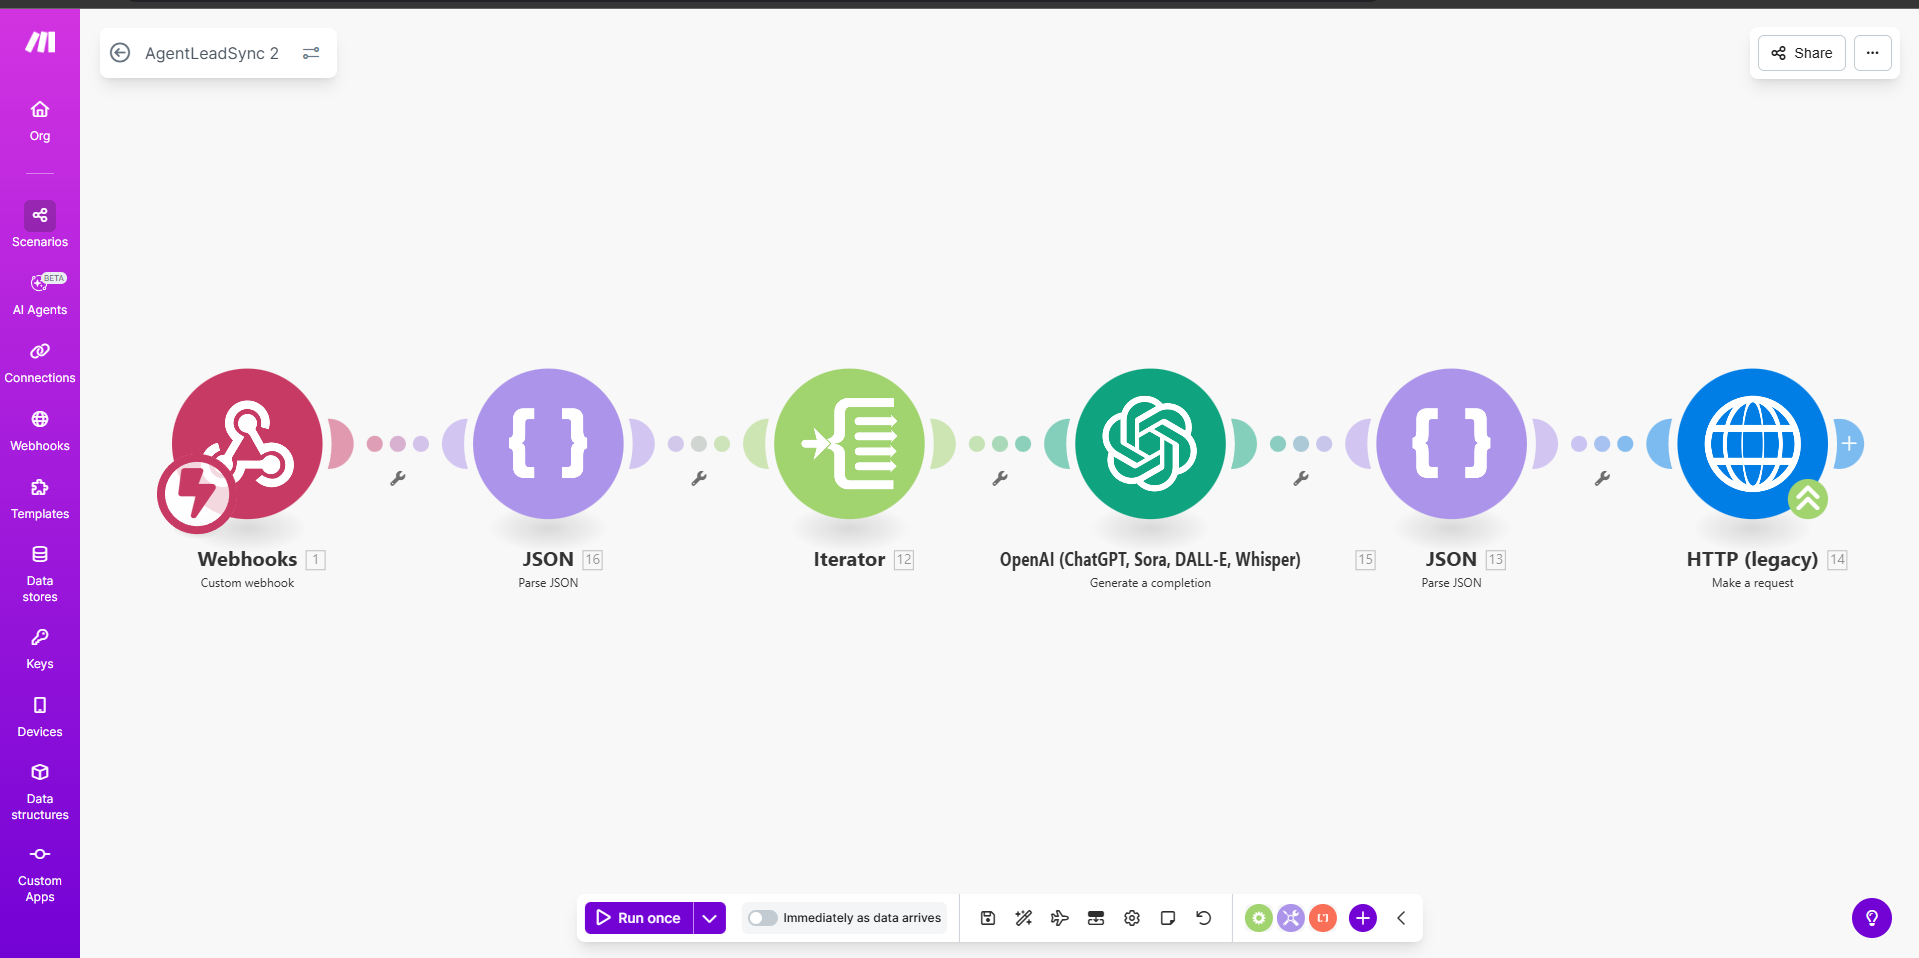 AgentLeadSync 2
Share
Org
Scenarios
BETA
AI Agents
Connections
Webhooks
Templates
Data
stores
Keys
Devices
Data
structures
Custom
Apps
Webhooks 1
Custom webhook
JSON 16
Parse JSON
Iterator 12
OpenAI (ChatGPT, Sora, DALL-E, Whisper) 15
Generate a completion
JSON 13
Parse JSON
HTTP (legacy) 14
Make a request
Run once
Immediately as data arrives